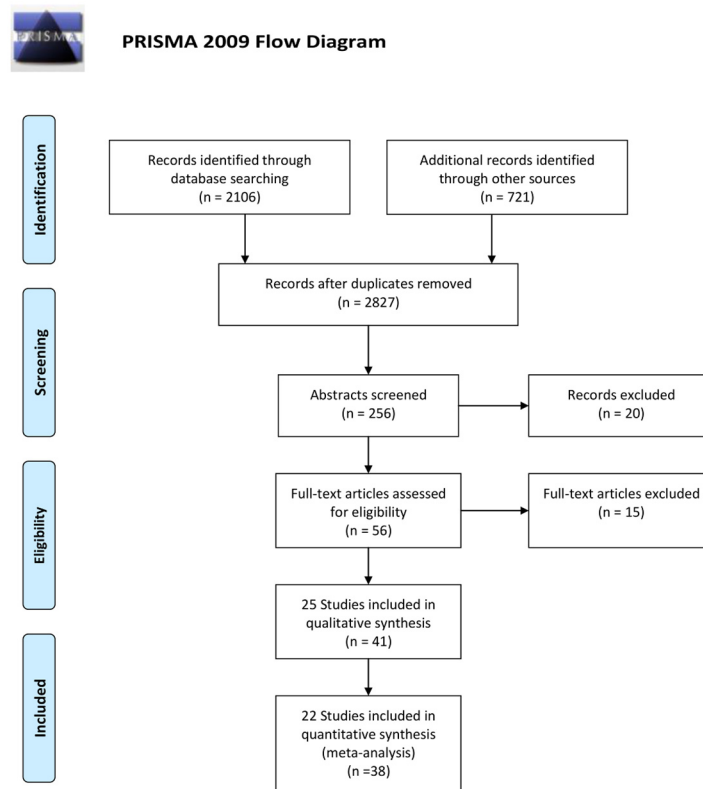 PRISMA
PRISMA 2009 Flow Diagram
Identification
Records identified through
database searching
(n = 2106)
Additional records identified
through other sources
(n = 721)
Records after duplicates removed
(n = 2827)
Screening
Abstracts screened
(n = 256)
Records excluded
(n = 20)
Eligibility
Full-text articles assessed
for eligibility
(n = 56)
Full-text articles excluded
(n = 15)
25 Studies included in
qualitative synthesis
(n = 41)
Included
22 Studies included in
quantitative synthesis
(meta-analysis)
(n =38)